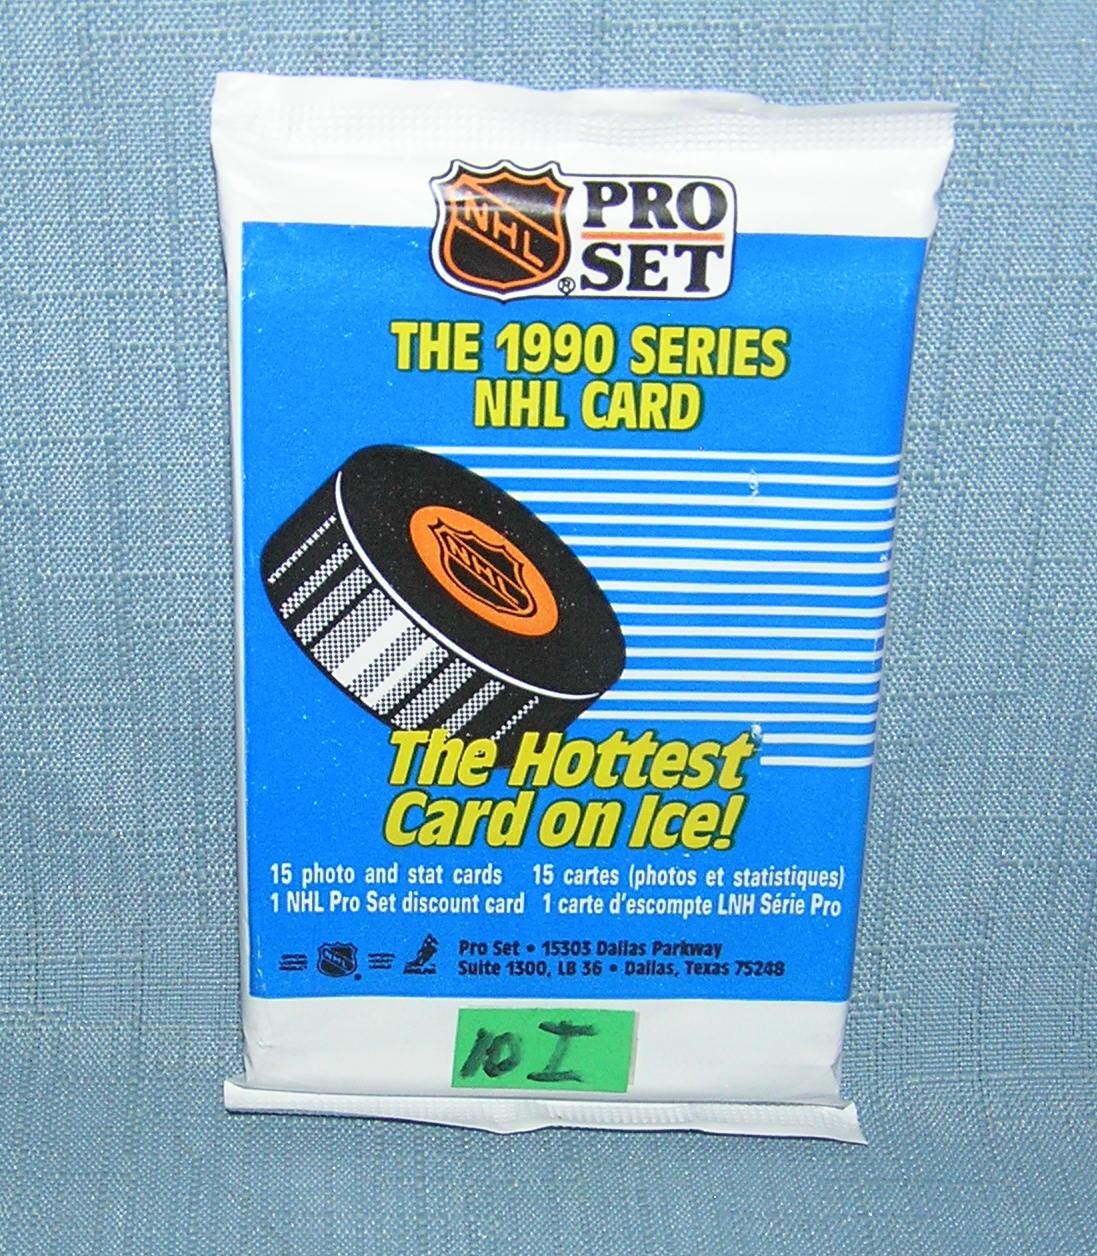 NHL
PRO
SET
®
THE 1990 SERIES
NHL CARD
NHL
The Hottest
Card on Ice!
15 photo and stat cards
1 NHL Pro Set discount card
15 cartes (photos et statistiques)
1 carte d'escompte LNH Série Pro
NHL
Pro Set • 15303 Dallas Parkway
Suite 1300, LB 36 • Dallas, Texas 75248
10 I